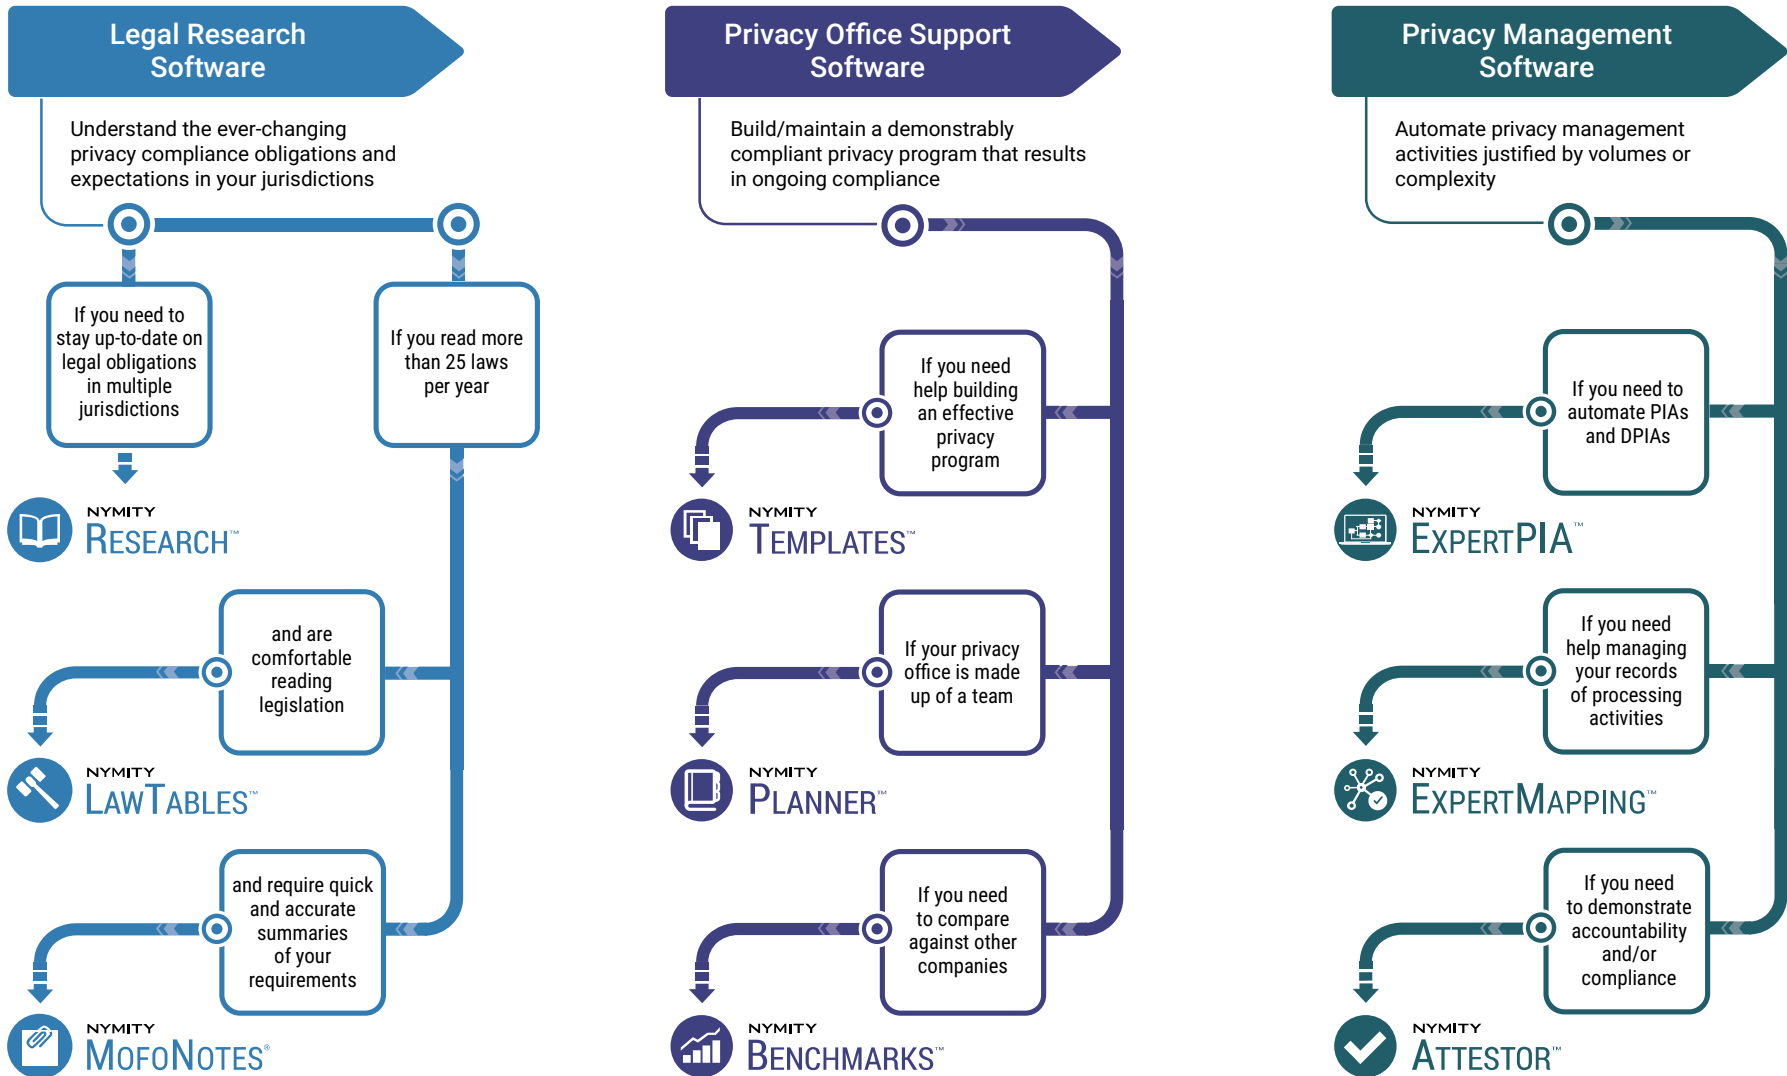 Legal Research
Software
Understand the ever-changing
privacy compliance obligations and
expectations in your jurisdictions
If you need to
stay up-to-date on
legal obligations
in multiple
jurisdictions
If you read more
than 25 laws
per year
NYMITY
RESEARCH™
and are
comfortable
reading
legislation
NYMITY
LAWTABLES™
and require quick
and accurate
summaries
of your
requirements
NYMITY
MOFONOTES®
Privacy Office Support
Software
Build/maintain a demonstrably
compliant privacy program that results
in ongoing compliance
If you need
help building
an effective
privacy
program
NYMITY
TEMPLATES™
If your privacy
office is made
up of a team
NYMITY
PLANNER™
If you need
to compare
against other
companies
NYMITY
BENCHMARKS™
Privacy Management
Software
Automate privacy management
activities justified by volumes or
complexity
If you need to
automate PIAs
and DPIAs
NYMITY
EXPERTPIA™
If you need
help managing
your records
of processing
activities
NYMITY
EXPERTMAPPING™
If you need
to demonstrate
accountability
and/or
compliance
NYMITY
ATTESTOR™